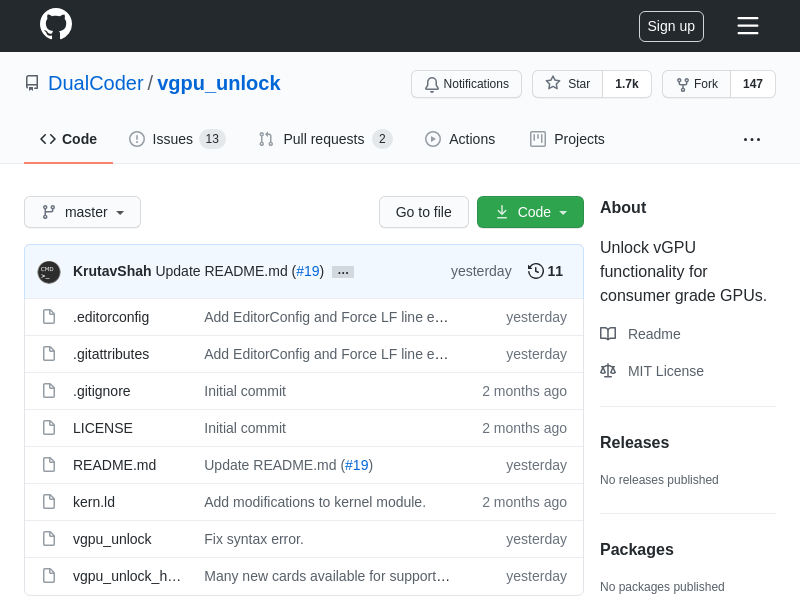 Sign up
DualCoder / vgpu_unlock
Notifications
Star 1.7k
Fork 147
Code
Issues 13
Pull requests 2
Actions
Projects
master
Go to file
Code
KrutavShah Update README.md (#19) … yesterday 11
.editorconfig Add EditorConfig and Force LF line e… yesterday
.gitattributes Add EditorConfig and Force LF line e… yesterday
.gitignore Initial commit 2 months ago
LICENSE Initial commit 2 months ago
README.md Update README.md (#19) yesterday
kern.ld Add modifications to kernel module. 2 months ago
vgpu_unlock Fix syntax error. yesterday
vgpu_unlock_h… Many new cards available for support… yesterday
About
Unlock vGPU
functionality for
consumer grade GPUs.
Readme
MIT License
Releases
No releases published
Packages
No packages published